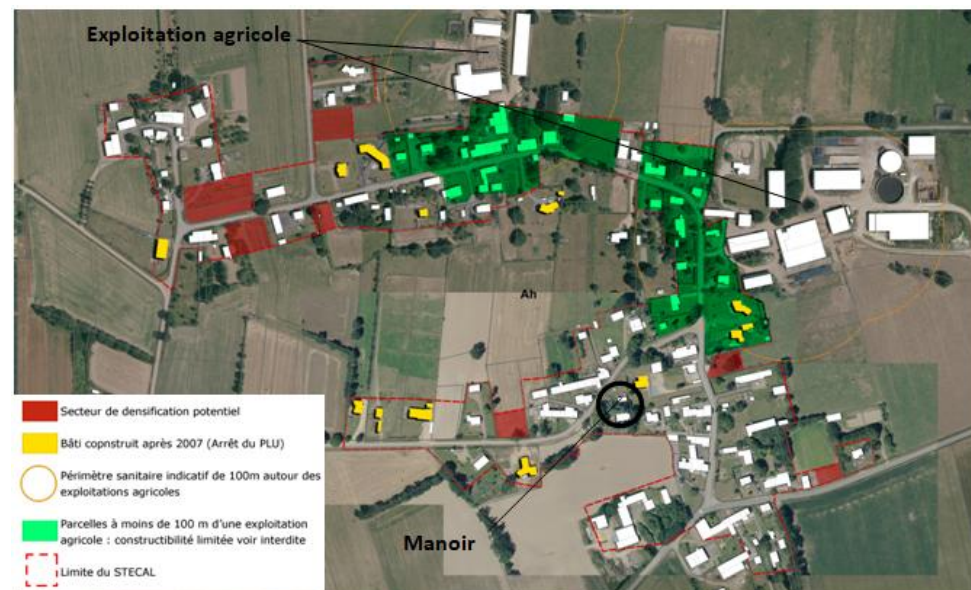 Exploitation agricole
Ah
Secteur de densification potentiel
Bâti copnstruit après 2007 (Arrêt du PLU)
Périmètre sanitaire indicatif de 100m autour des
exploitations agricoles
Parcelles à moins de 100 m d'une exploitation
agricole : constructibilité limitée voir interdite
Limite du STECAL
Manoir